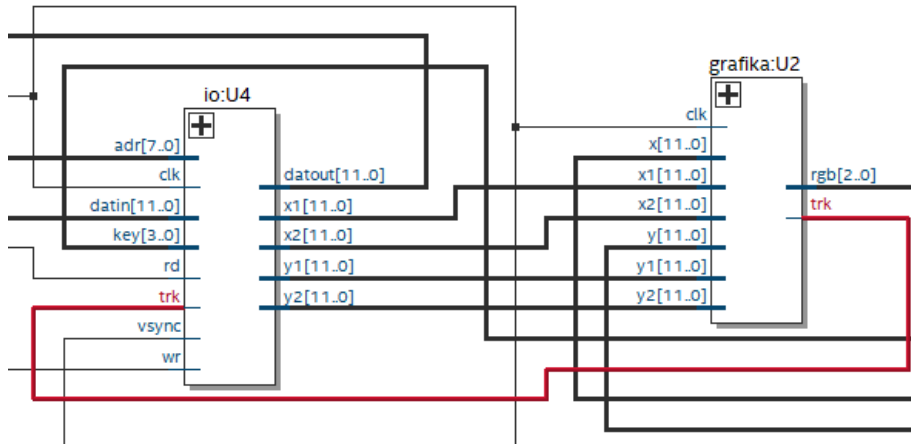 io:U4
adr[7..0]
clk
datin[11..0]
key[3..0]
rd
trk
vsync
wr
datout[11..0]
x1[11..0]
x2[11..0]
y1[11..0]
y2[11..0]
grafika:U2
clk
x[11..0]
x1[11..0]
x2[11..0]
y[11..0]
y1[11..0]
y2[11..0]
rgb[2..0]
trk